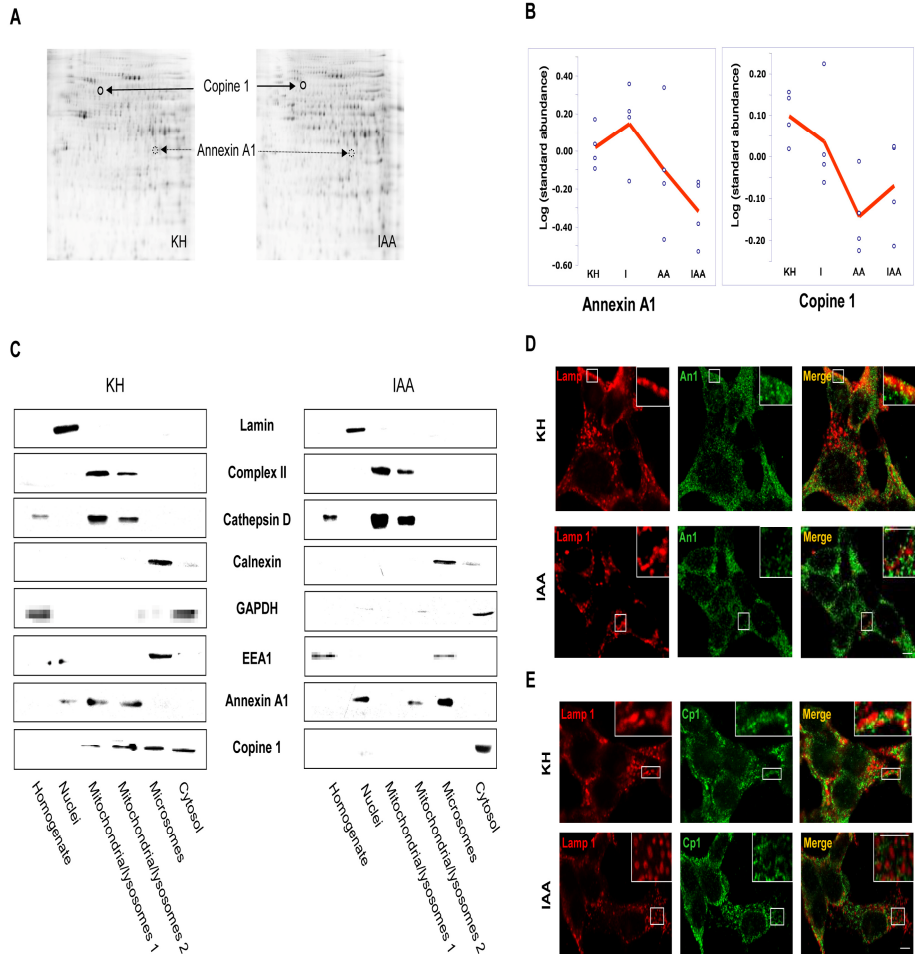 A
Copine 1
Annexin A1
KH
IAA
B
Log (standard abundance)
0.40
0.20
0.00
-0.20
-0.40
-0.60
KH I AA IAA
Annexin A1
Log (standard abundance)
0.20
0.10
0.00
-0.10
-0.20
KH I AA IAA
Copine 1
C
KH
IAA
Lamin
Complex II
Cathepsin D
Calnexin
GAPDH
EEA1
Annexin A1
Copine 1
Homogenate
Nuclei
Mitochondrial/lysosomes 1
Mitochondrial/lysosomes 2
Microsomes
Cytosol
Homogenate
Nuclei
Mitochondrial/lysosomes 1
Mitochondrial/lysosomes 2
Microsomes
Cytosol
D
KH
Lamp 1
An1
Merge
IAA
Lamp 1
An1
Merge
E
KH
Lamp 1
Cp1
Merge
IAA
Lamp 1
Cp1
Merge